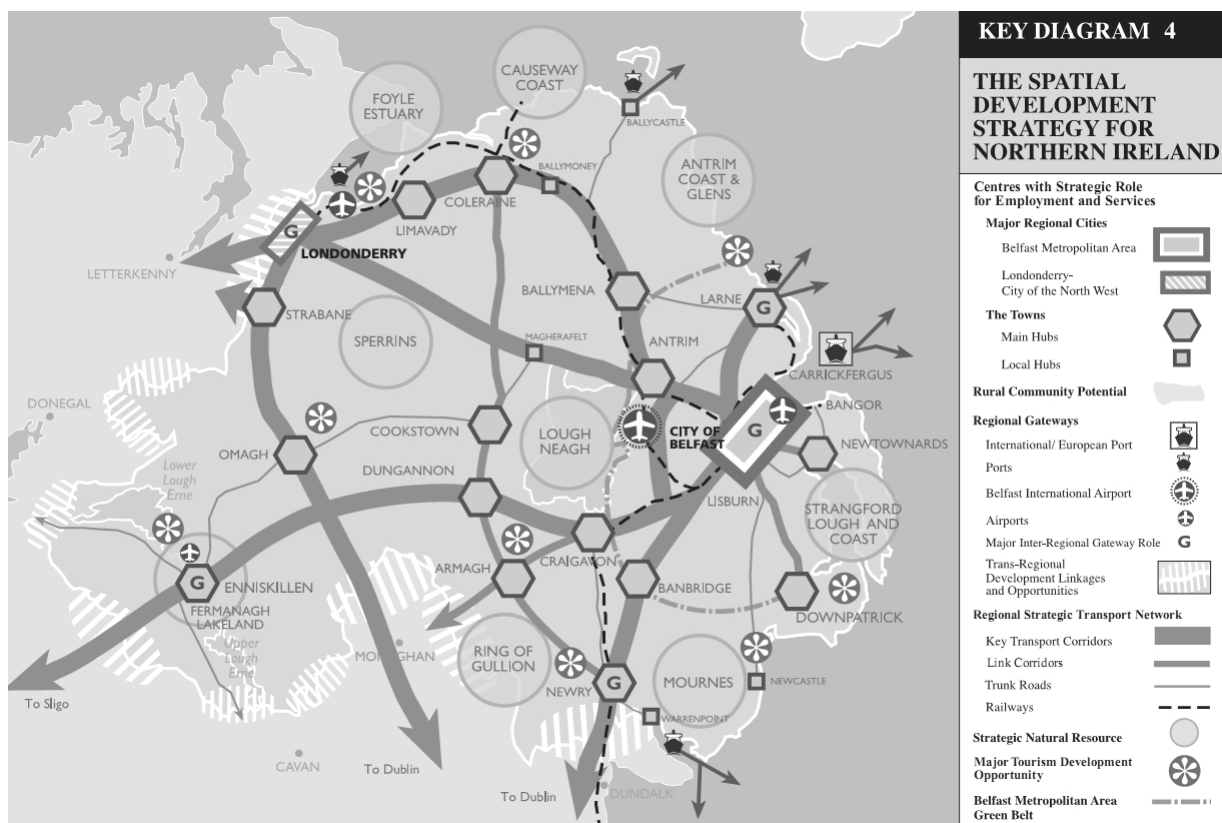 CAUSEWAY
COAST
FOYLE
ESTUARY
BALLYCASTLE
BALLYMONEY
ANTRIM
COAST &
GLENS
COLERAINE
LIMAVADY
G
LONDONDERRY
LETTERKENNY
BALLYMENA
LARNE
G
STRABANE
SPERRINS
MAGHERAFELT
ANTRIM
CARRICKFERGUS
DONEGAL
BANGOR
COOKSTOWN
LOUGH
NEAGH
CITY OF
BELFAST
G
NEWTOWNARDS
OMAGH
Lower
Lough
Erne
DUNGANNON
LISBURN
STRANGFORD
LOUGH AND
COAST
CRAIGAVON
ARMAGH
G
ENNISKILLEN
BANBRIDGE
DOWNPATRICK
FERMANAGH
LAKELAND
Upper
Lough
Erne
MONAGHAN
RING OF
GULLION
MOURNES
NEWRY
G
NEWCASTLE
To Sligo
WARRENPOINT
CAVAN
To Dublin
To Dublin
DUNDALK
KEY DIAGRAM 4
THE SPATIAL
DEVELOPMENT
STRATEGY FOR
NORTHERN IRELAND
Centres with Strategic Role
for Employment and Services
Major Regional Cities
Belfast Metropolitan Area
Londonderry-
City of the North West
The Towns
Main Hubs
Local Hubs
Rural Community Potential
Regional Gateways
International/ European Port
Ports
Belfast International Airport
Airports
Major Inter-Regional Gateway Role G
Trans-Regional
Development Linkages
and Opportunities
Regional Strategic Transport Network
Key Transport Corridors
Link Corridors
Trunk Roads
Railways
Strategic Natural Resource
Major Tourism Development
Opportunity
Belfast Metropolitan Area
Green Belt